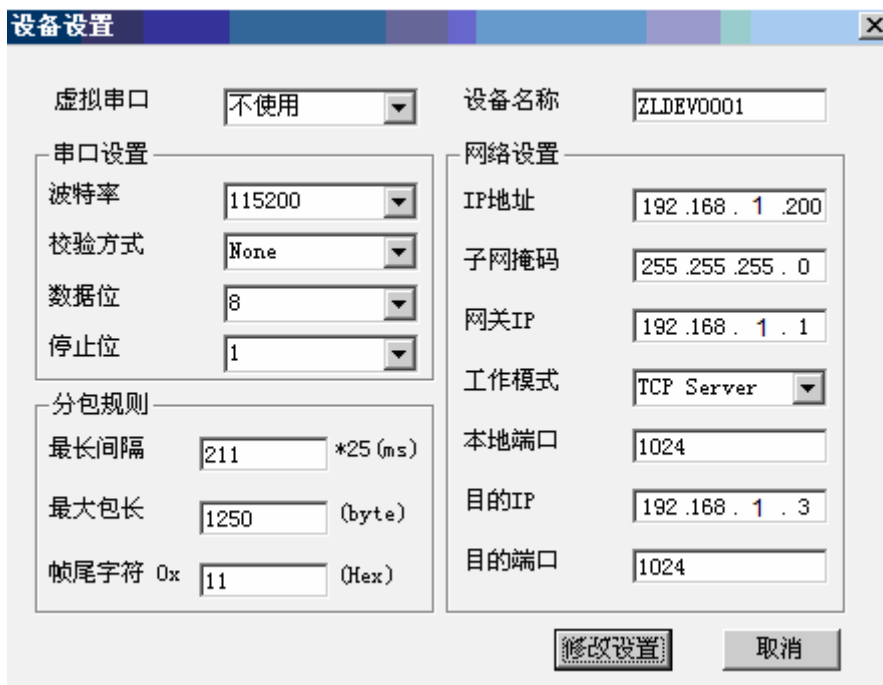 设备设置
虚拟串口 不使用
设备名称 ZLDEV0001
串口设置
波特率 115200
校验方式 None
数据位 8
停止位 1
分包规则
最长间隔 211 *25(ms)
最大包长 1250 (byte)
帧尾字符 0x 11 (Hex)
网络设置
IP地址 192 .168 . 1 .200
子网掩码 255 .255 .255 . 0
网关IP 192 .168 . 1 . 1
工作模式 TCP Server
本地端口 1024
目的IP 192 .168 . 1 . 3
目的端口 1024
修改设置 取消